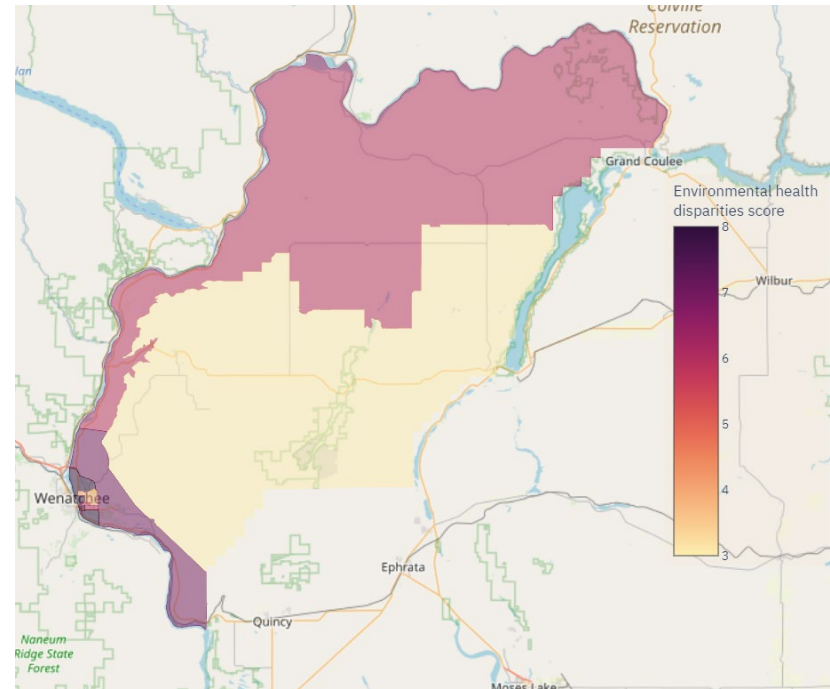 Colville
Reservation
lan
Grand Coulee
Environmental health
disparities score
8
7
6
5
4
3
Wilbur
Wenatchee
Ephrata
Quincy
Naneum
Ridge State
Forest
Moses Lake